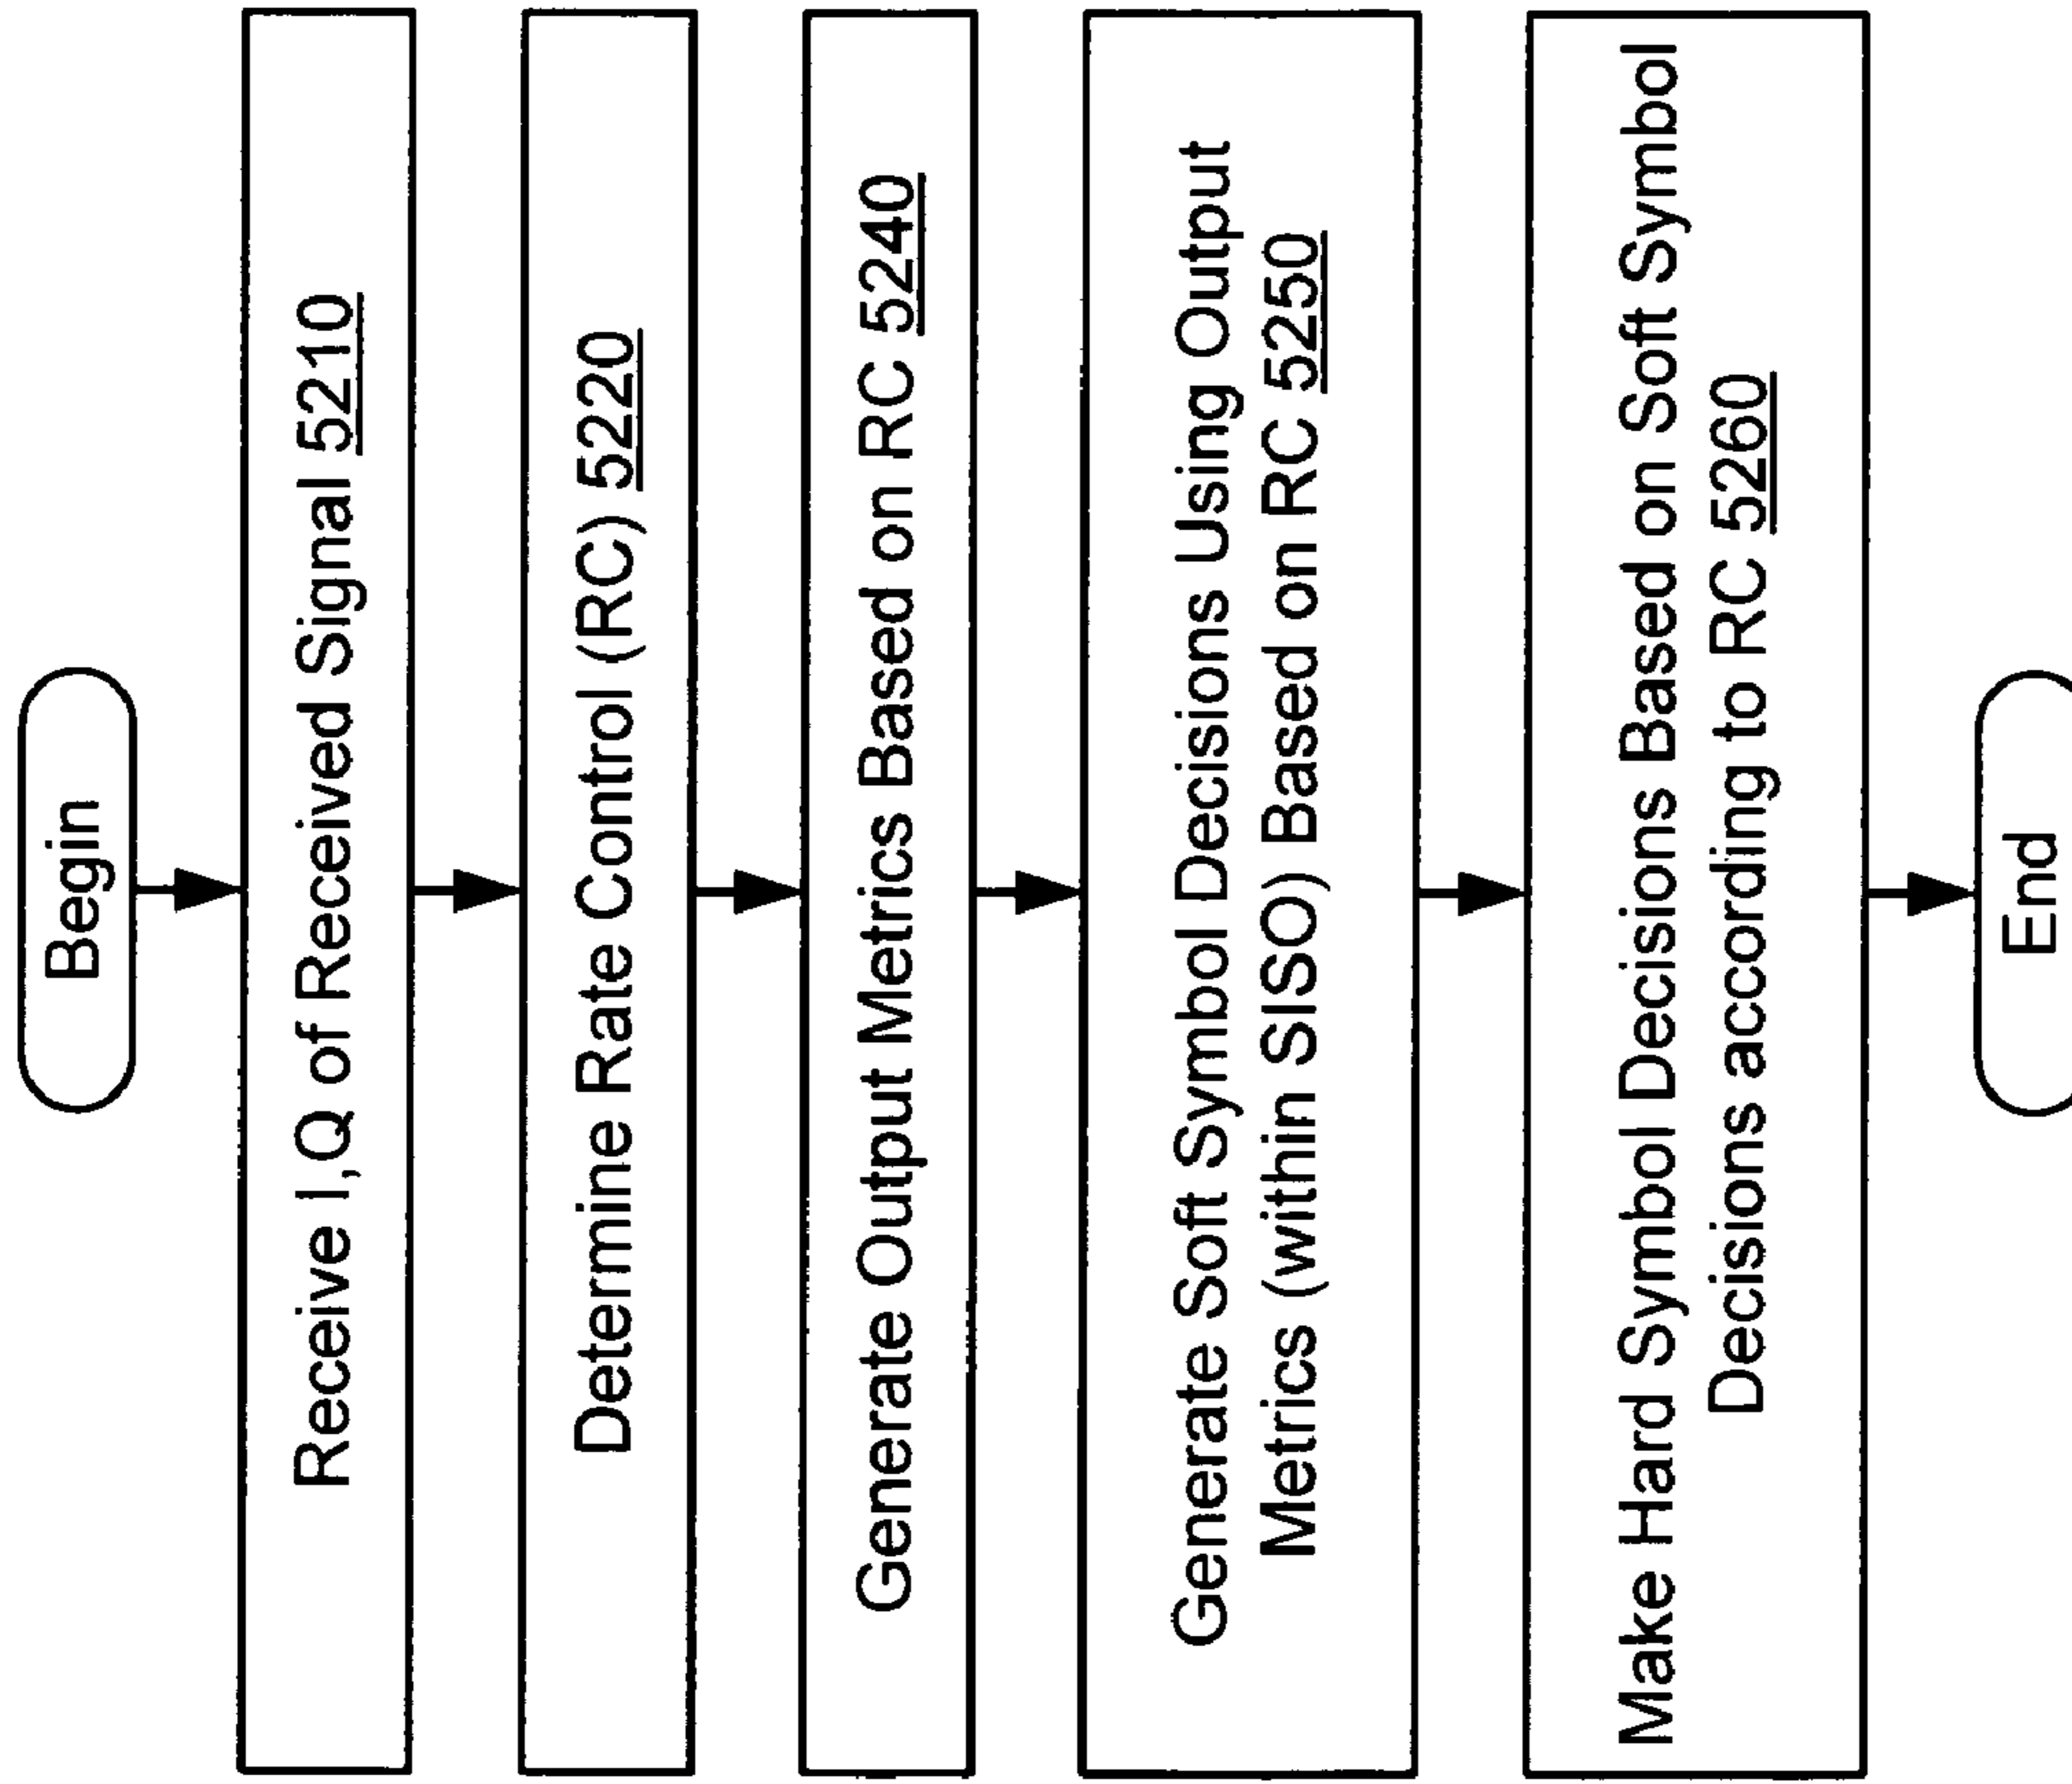 Begin
Receive I,Q of Received Signal 5210
Determine Rate Control (RC) 5220
Generate Output Metrics Based on RC 5240
Generate Soft Symbol Decisions Using Output
Metrics (within SISO) Based on RC 5250
Make Hard Symbol Decisions Based on Soft Symbol
Decisions according to RC 5260
End